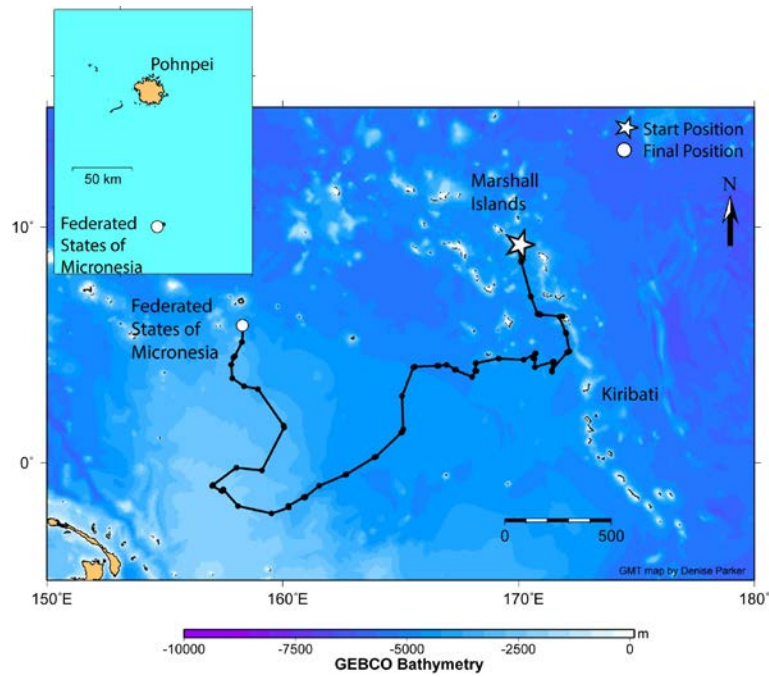 Pohnpei
50 km
Federated
States of
Micronesia
Start Position
Final Position
Marshall
Islands
N
10°
Federated
States of
Micronesia
Kiribati
0°
0
500
GMT map by Denise Parker
150°E
160°E
170°E
180°
-10000
-7500
-5000
-2500
0
m
GEBCO Bathymetry